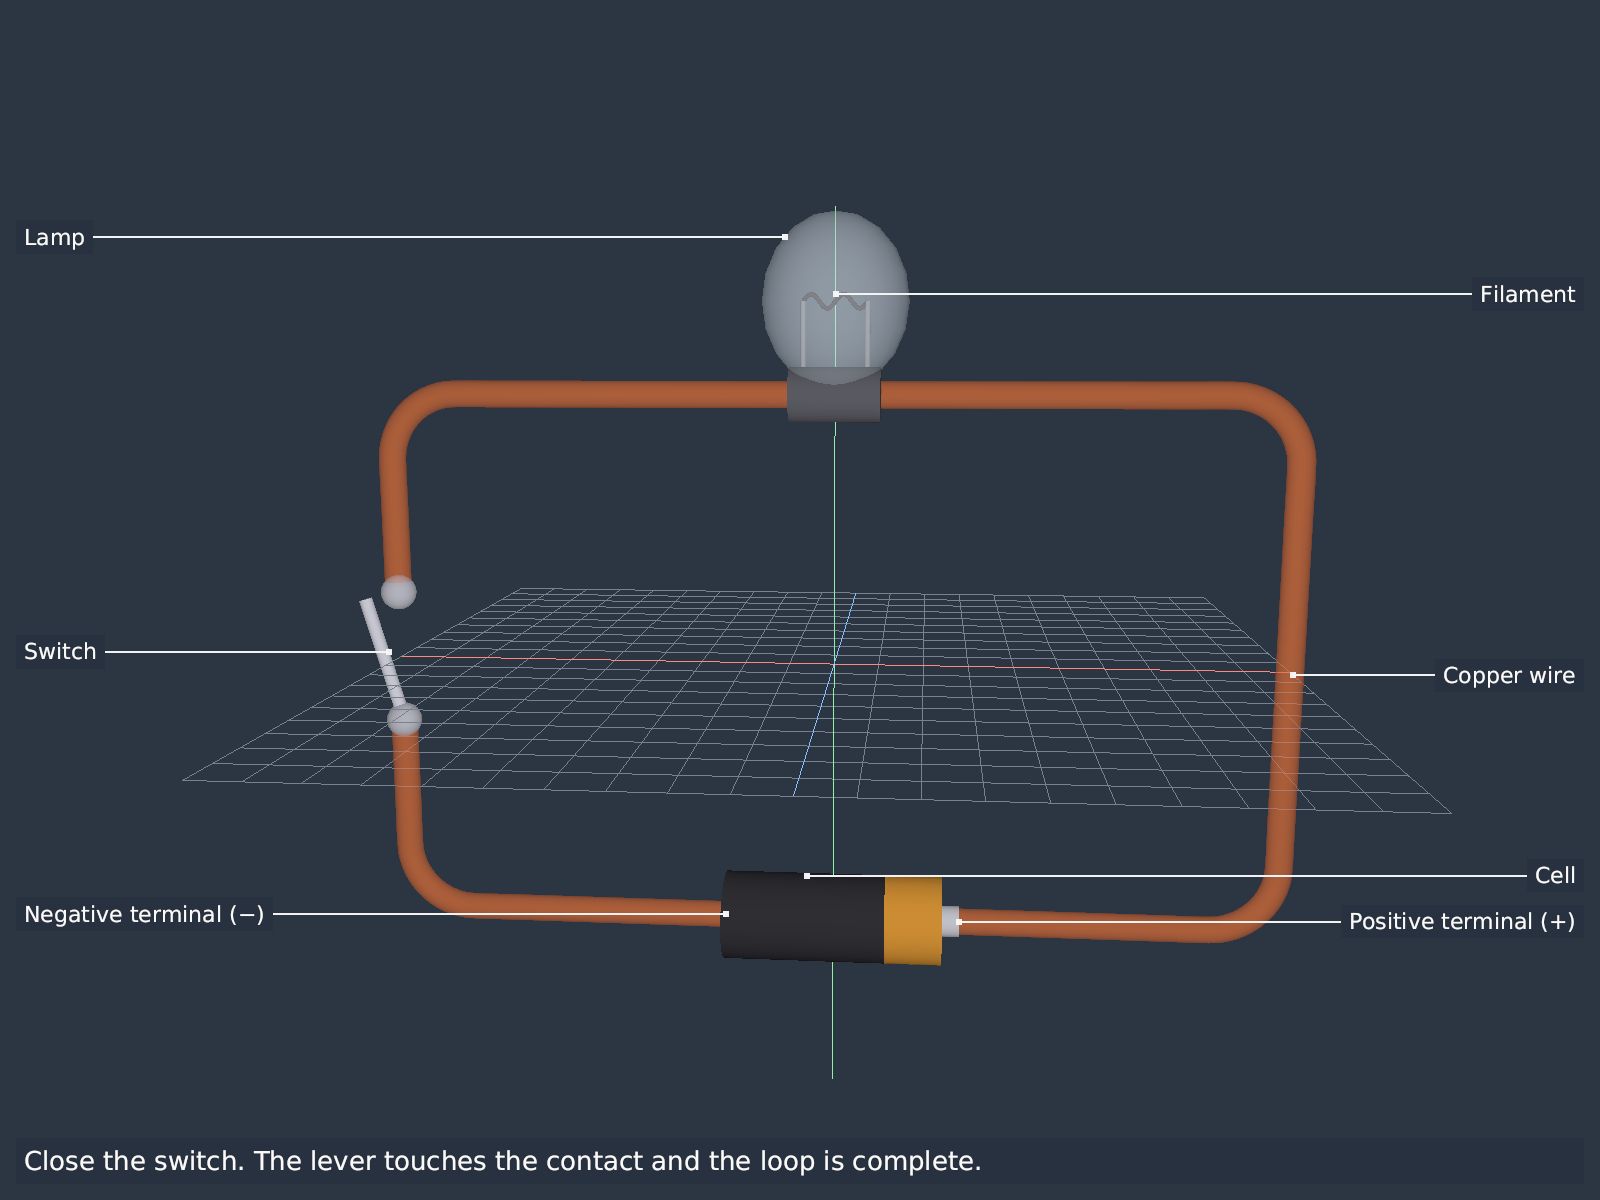 Lamp
Filament
Switch
Copper wire
Cell
Negative terminal (−)
Positive terminal (+)
Close the switch. The lever touches the contact and the loop is complete.